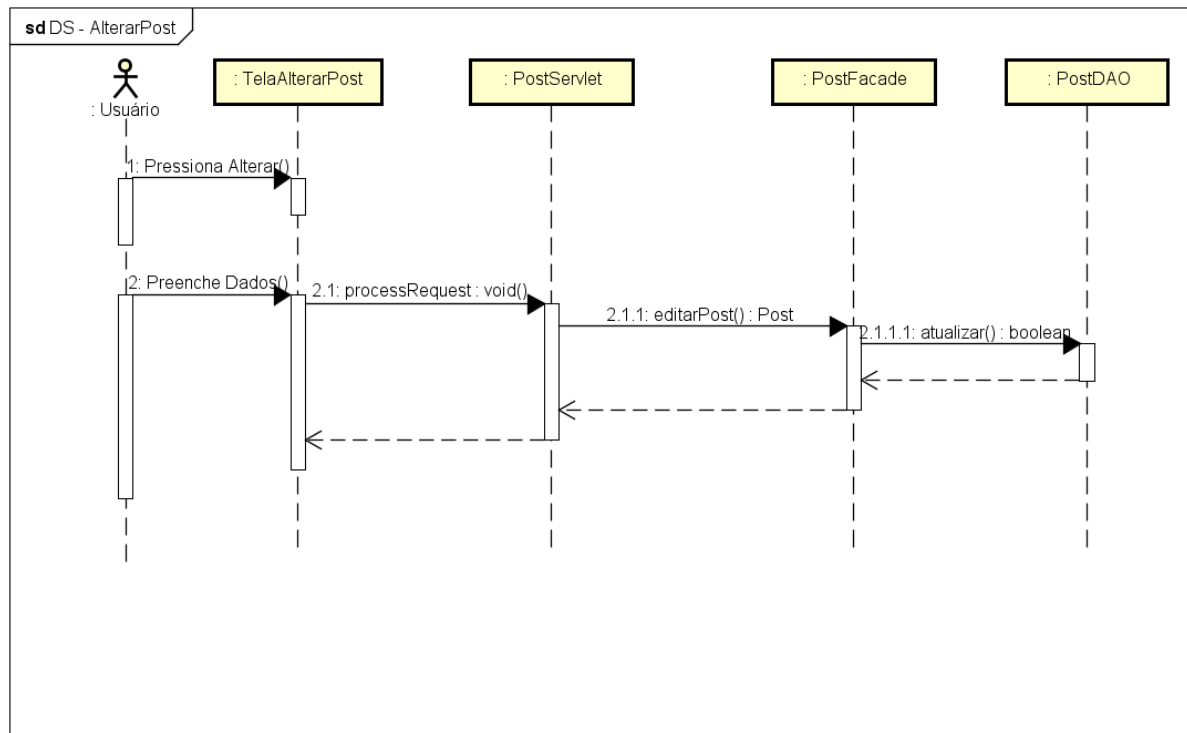 sd DS - AlterarPost
: Usuário
: TelaAlterarPost
: PostServlet
: PostFacade
: PostDAO
1: Pressiona Alterar()
2: Preenche Dados()
2.1: processRequest : void()
2.1.1: editarPost() : Post
2.1.1.1: atualizar() : boolean